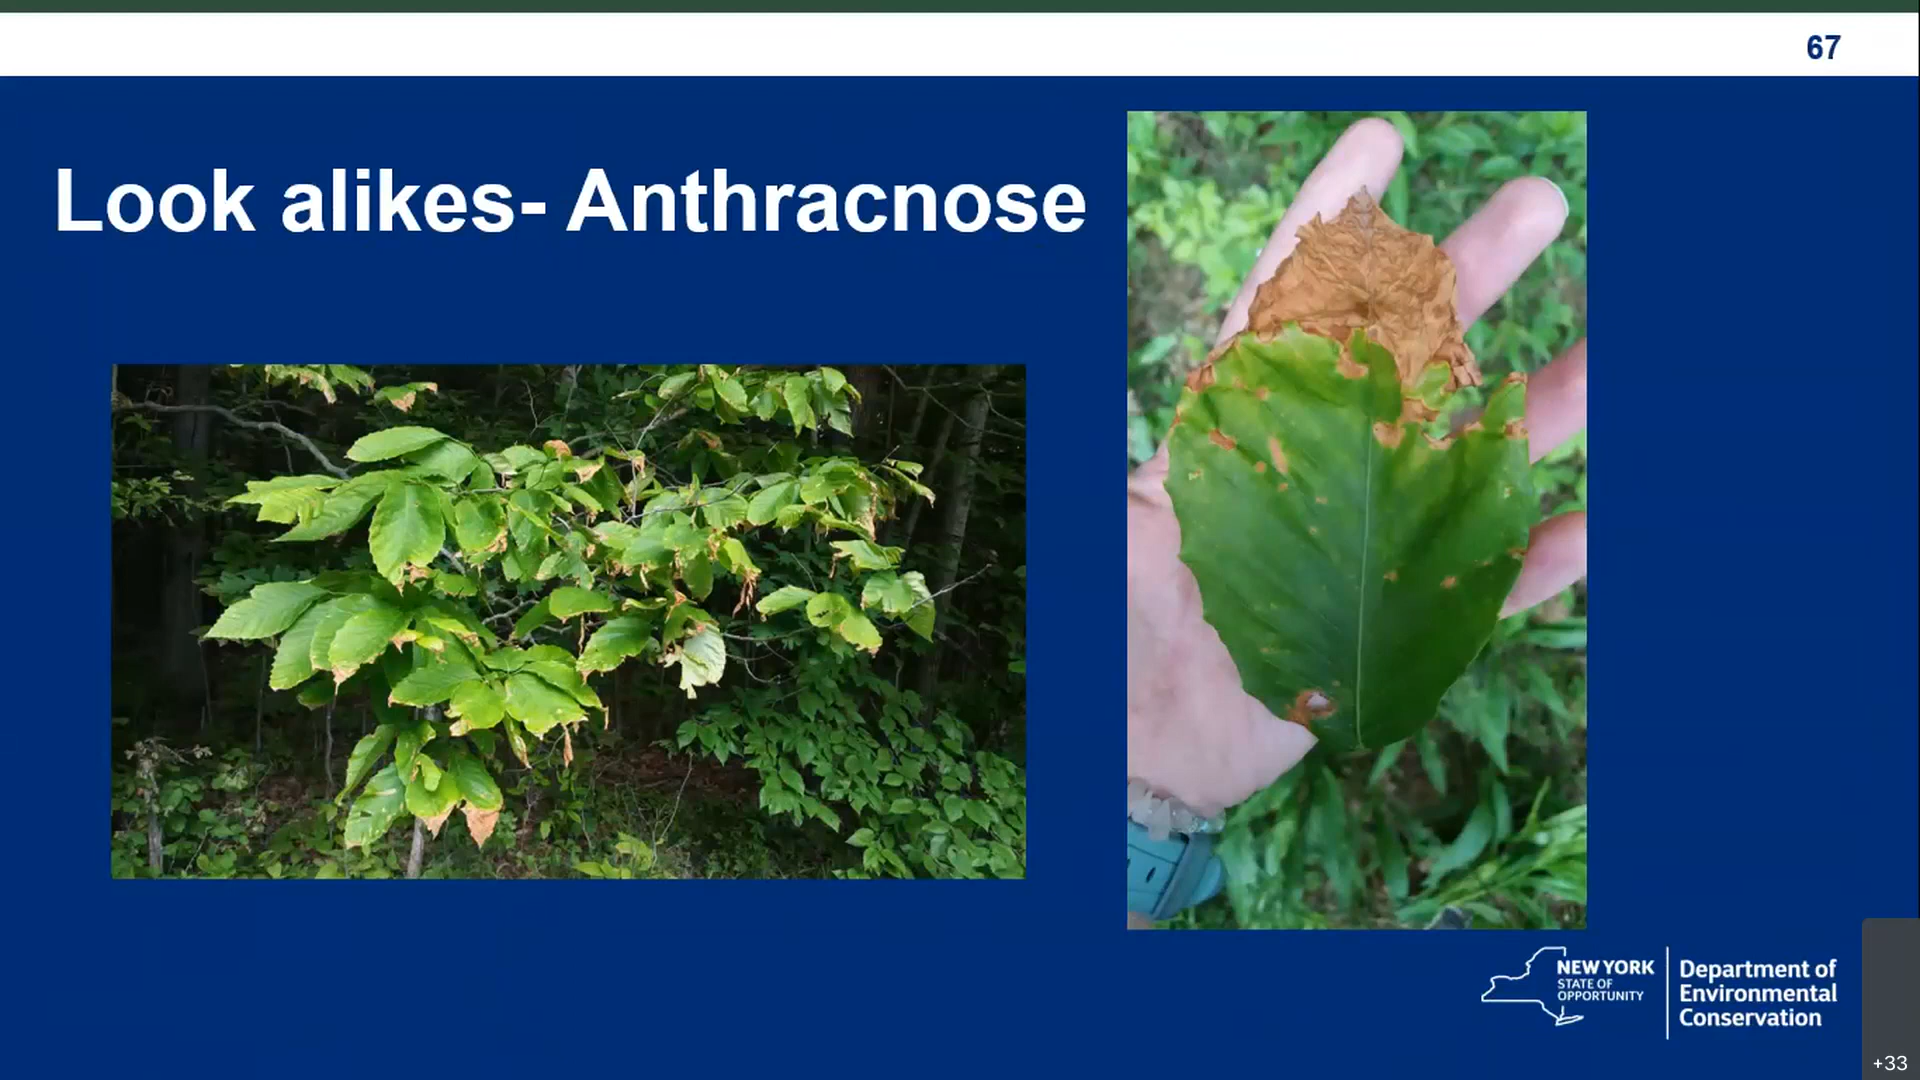 67
Look alikes- Anthracnose
NEW YORK
STATE OF
OPPORTUNITY
Department of
Environmental
Conservation
+33